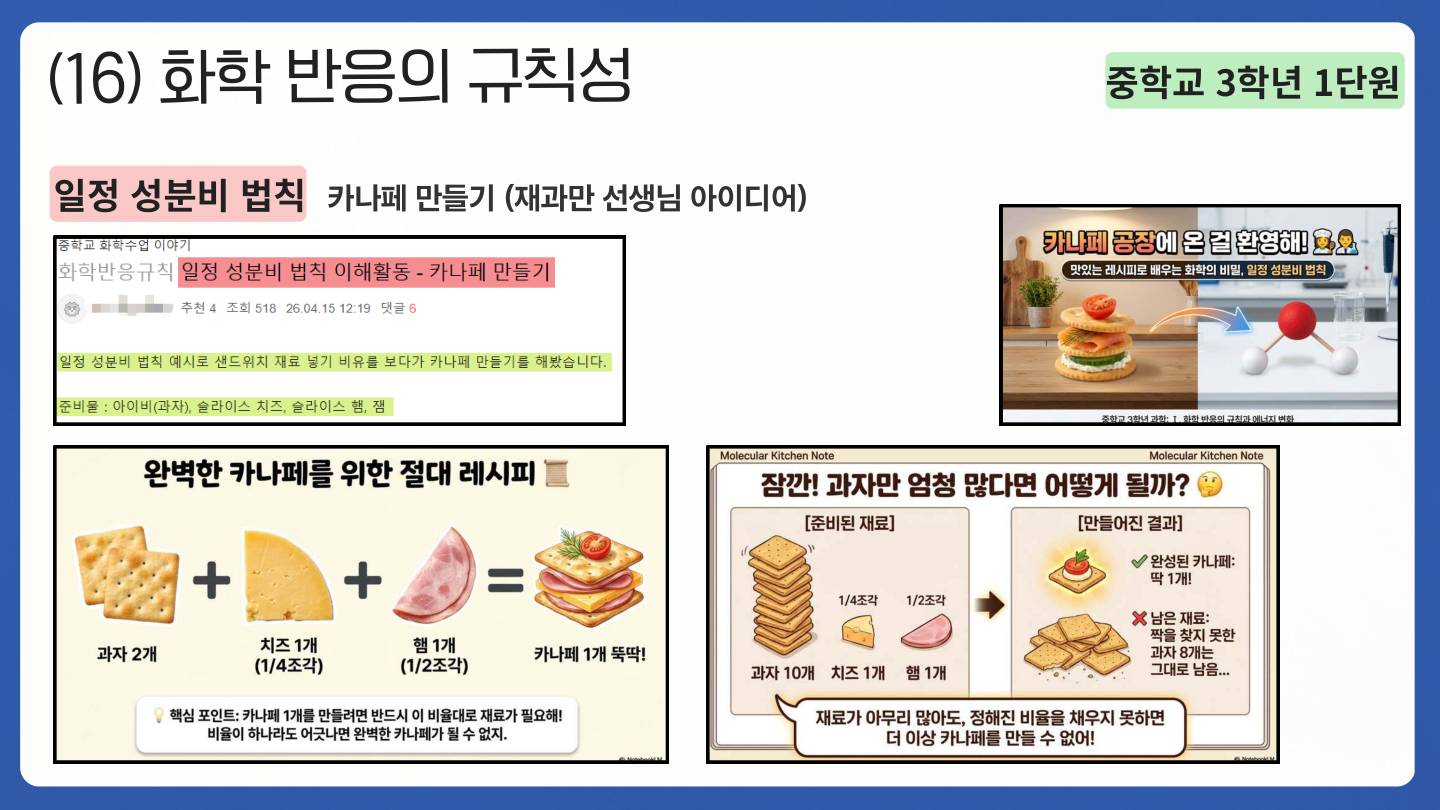 (16) 화학 반응의 규칙성
중학교 3학년 1단원
일정 성분비 법칙 카나페 만들기 (재과만 선생님 아이디어)
중학교 화학수업 이야기
화학반응규칙 일정 성분비 법칙 이해활동 - 카나페 만들기
추천 4 조회 518 26.04.15 12:19 댓글 6
일정 성분비 법칙 예시로 샌드위치 재료 넣기 비유를 보다가 카나페 만들기를 해봤습니다.
준비물 : 아이비(과자), 슬라이스 치즈, 슬라이스 햄, 잼
카나페 공장에 온 걸 환영해!
맛있는 레시피로 배우는 화학의 비밀, 일정 성분비 법칙
중학교 3학년 과학: Ⅰ. 화학 반응의 규칙과 에너지 변화
완벽한 카나페를 위한 절대 레시피
과자 2개
치즈 1개
(1/4조각)
햄 1개
(1/2조각)
카나페 1개 뚝딱!
핵심 포인트: 카나페 1개를 만들려면 반드시 이 비율대로 재료가 필요해!
비율이 하나라도 어긋나면 완벽한 카나페가 될 수 없지.
Molecular Kitchen Note
Molecular Kitchen Note
잠깐! 과자만 엄청 많다면 어떻게 될까?
[준비된 재료]
1/4조각
1/2조각
과자 10개
치즈 1개
햄 1개
[만들어진 결과]
완성된 카나페:
딱 1개!
남은 재료:
짝을 찾지 못한
과자 8개는
그대로 남음...
재료가 아무리 많아도, 정해진 비율을 채우지 못하면
더 이상 카나페를 만들 수 없어!